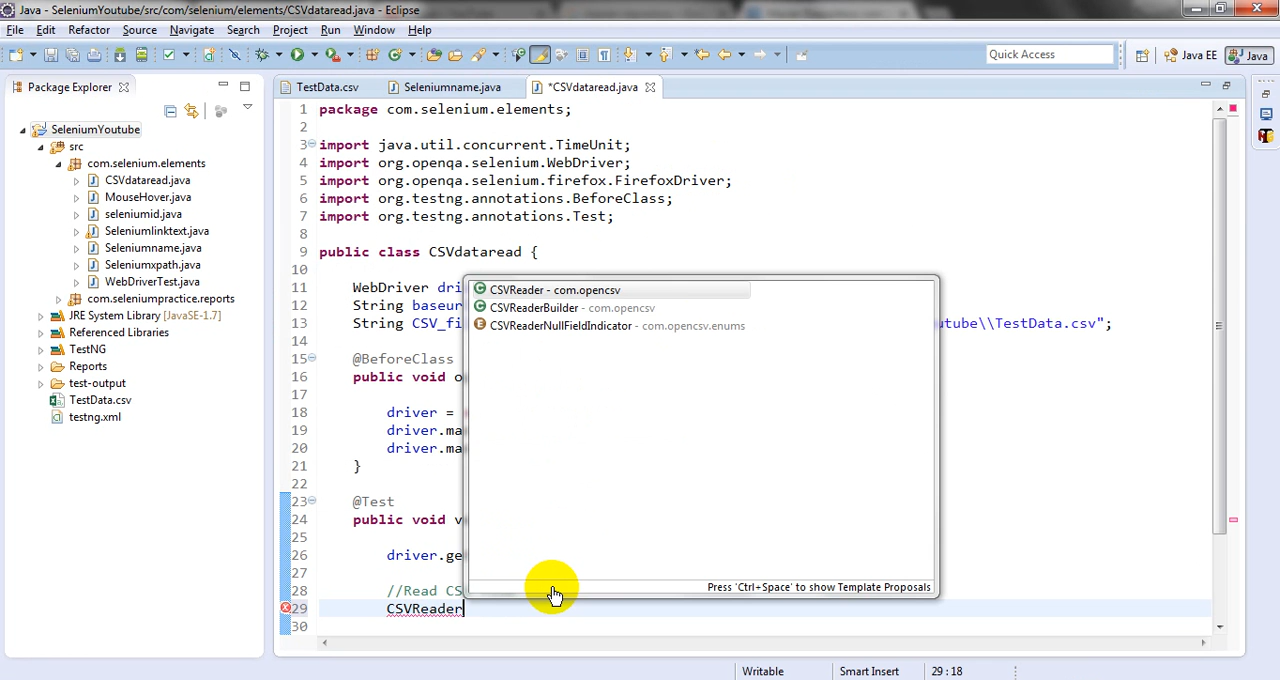 Java - SeleniumYoutube/src/com/selenium/elements/CSVdataread.java - Eclipse
File Edit Refactor Source Navigate Search Project Run Window Help
Quick Access
Java EE
Java
Package Explorer
TestData.csv
Seleniumname.java
*CSVdataread.java
SeleniumYoutube
src
com.selenium.elements
CSVdataread.java
MouseHover.java
seleniumid.java
Seleniumlinktext.java
Seleniumname.java
Seleniumxpath.java
WebDriverTest.java
com.seleniumpractice.reports
JRE System Library [JavaSE-1.7]
Referenced Libraries
TestNG
Reports
test-output
TestData.csv
testng.xml
1 package com.selenium.elements;
2
3 import java.util.concurrent.TimeUnit;
4 import org.openqa.selenium.WebDriver;
5 import org.openqa.selenium.firefox.FirefoxDriver;
6 import org.testng.annotations.BeforeClass;
7 import org.testng.annotations.Test;
8
9 public class CSVdataread {
10
11 WebDriver dri
12 String baseur
13 String CSV_fi utube\\TestData.csv";
14
15 @BeforeClass
16 public void o
17
18 driver =
19 driver.ma
20 driver.ma
21 }
22
23 @Test
24 public void v
25
26 driver.ge
27
28 //Read CS
29 CSVReader
30
CSVReader - com.opencsv
CSVReaderBuilder - com.opencsv
CSVReaderNullFieldIndicator - com.opencsv.enums
Press 'Ctrl+Space' to show Template Proposals
Writable
Smart Insert
29 : 18